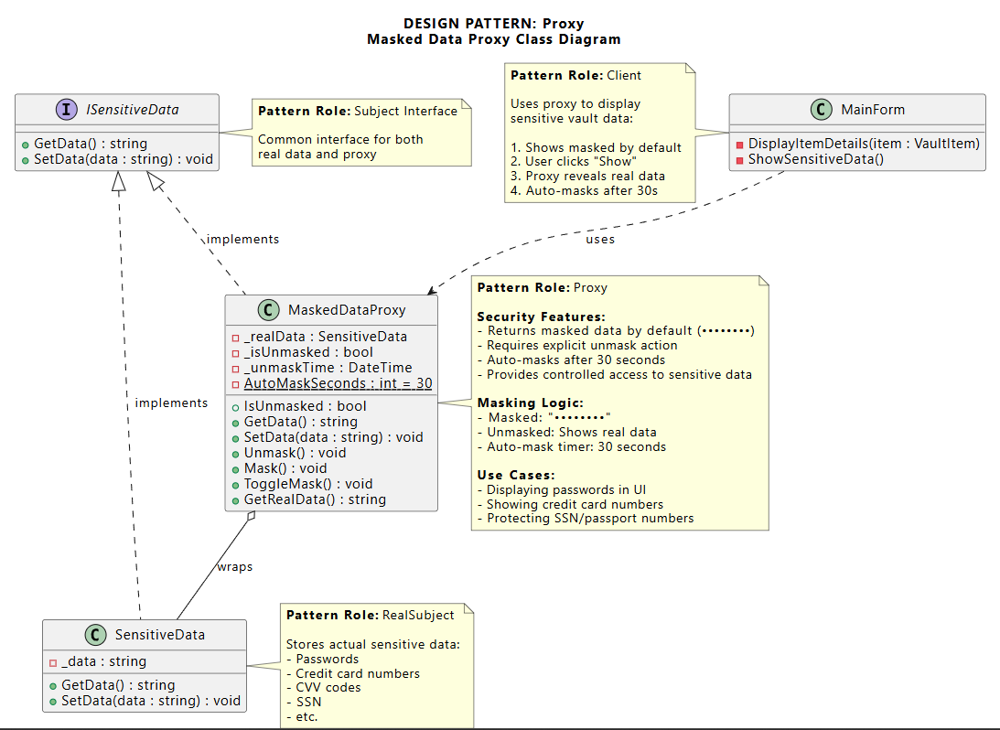 DESIGN PATTERN: Proxy
Masked Data Proxy Class Diagram
I ISensitiveData
GetData() : string
SetData(data : string) : void
Pattern Role: Subject Interface
Common interface for both
real data and proxy
Pattern Role: Client
Uses proxy to display
sensitive vault data:
1. Shows masked by default
2. User clicks "Show"
3. Proxy reveals real data
4. Auto-masks after 30s
C MainForm
DisplayItemDetails(item : VaultItem)
ShowSensitiveData()
implements
uses
C MaskedDataProxy
_realData : SensitiveData
_isUnmasked : bool
_unmaskTime : DateTime
AutoMaskSeconds : int = 30
IsUnmasked : bool
GetData() : string
SetData(data : string) : void
Unmask() : void
Mask() : void
ToggleMask() : void
GetRealData() : string
Pattern Role: Proxy
Security Features:
- Returns masked data by default (••••••••)
- Requires explicit unmask action
- Auto-masks after 30 seconds
- Provides controlled access to sensitive data
Masking Logic:
- Masked: "••••••••"
- Unmasked: Shows real data
- Auto-mask timer: 30 seconds
Use Cases:
- Displaying passwords in UI
- Showing credit card numbers
- Protecting SSN/passport numbers
implements
wraps
C SensitiveData
_data : string
GetData() : string
SetData(data : string) : void
Pattern Role: RealSubject
Stores actual sensitive data:
- Passwords
- Credit card numbers
- CVV codes
- SSN
- etc.